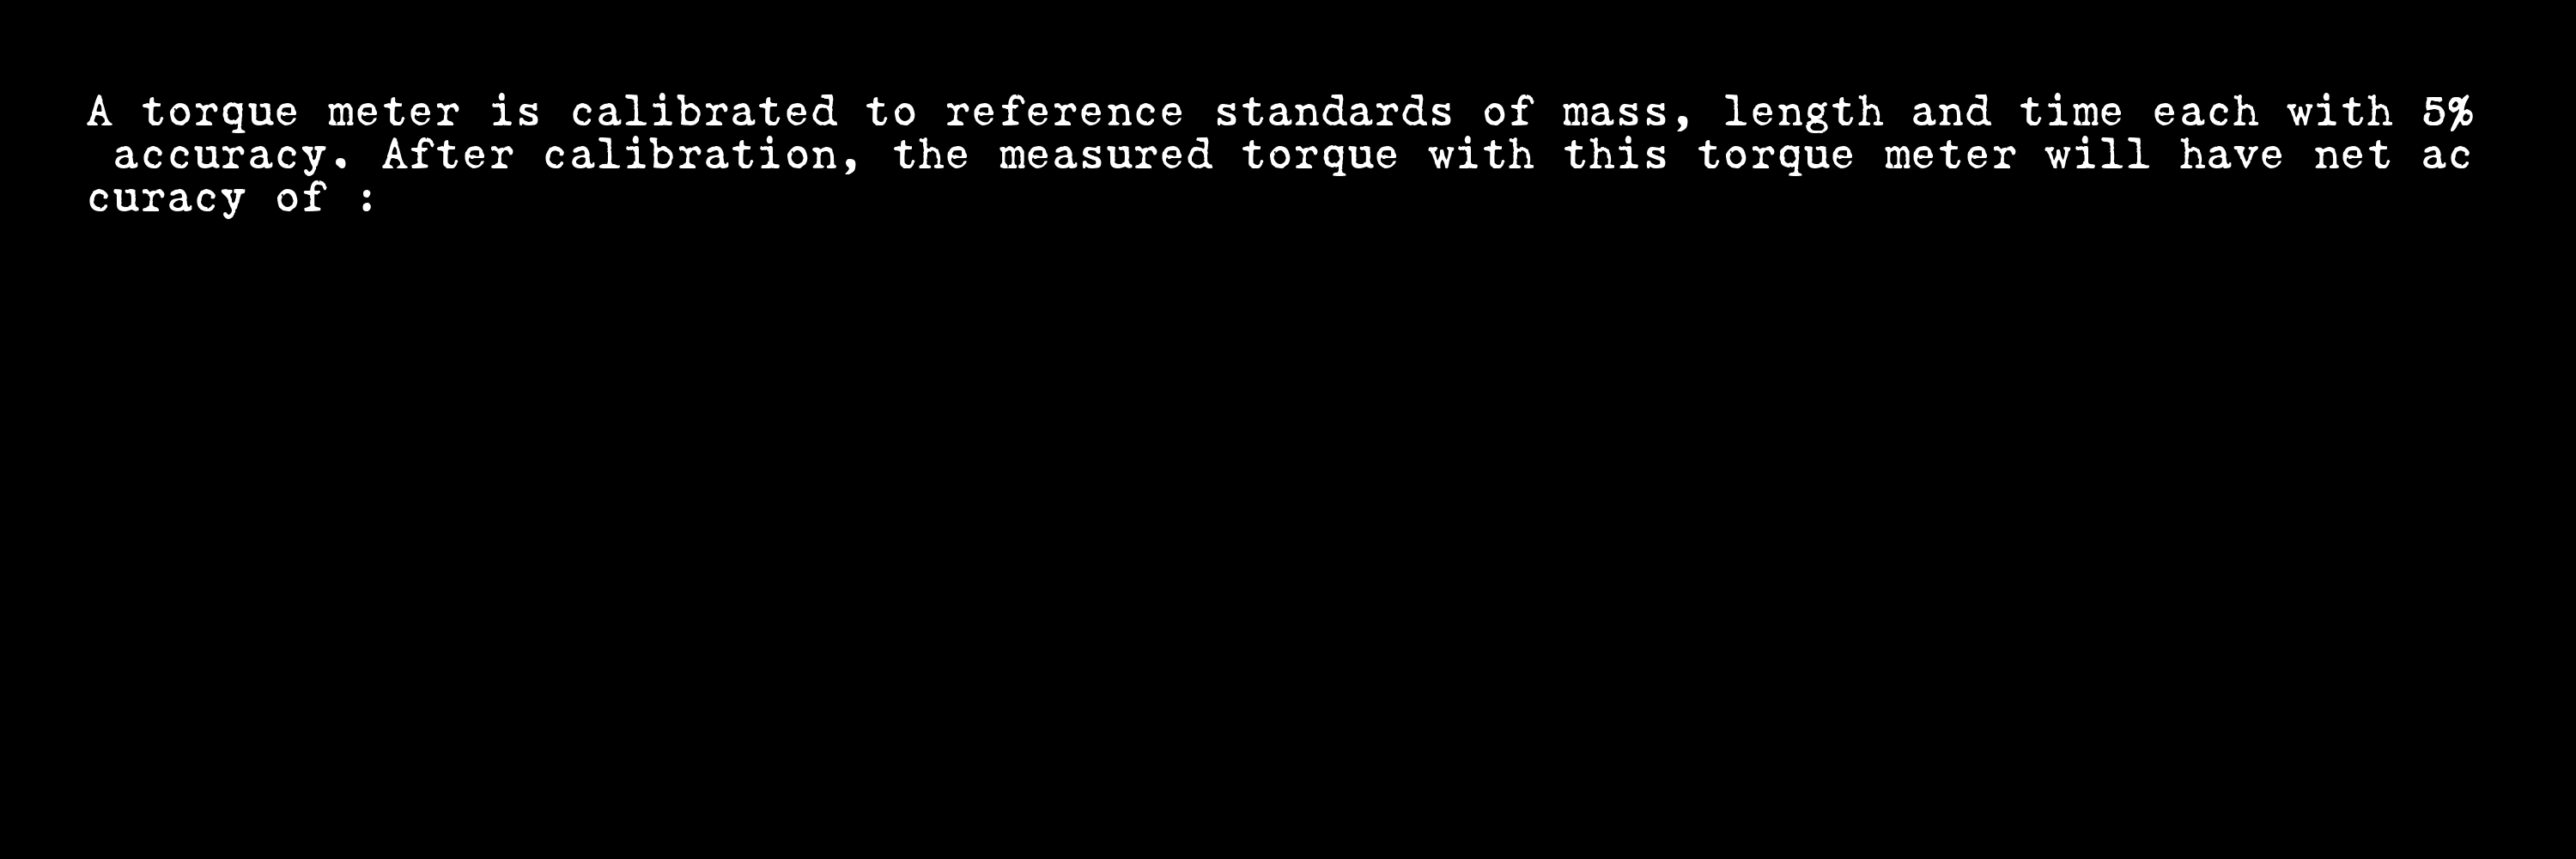 A torque meter is calibrated to reference standards of mass, length and time each with 5%
accuracy. After calibration, the measured torque with this torque meter will have net ac
curacy of :